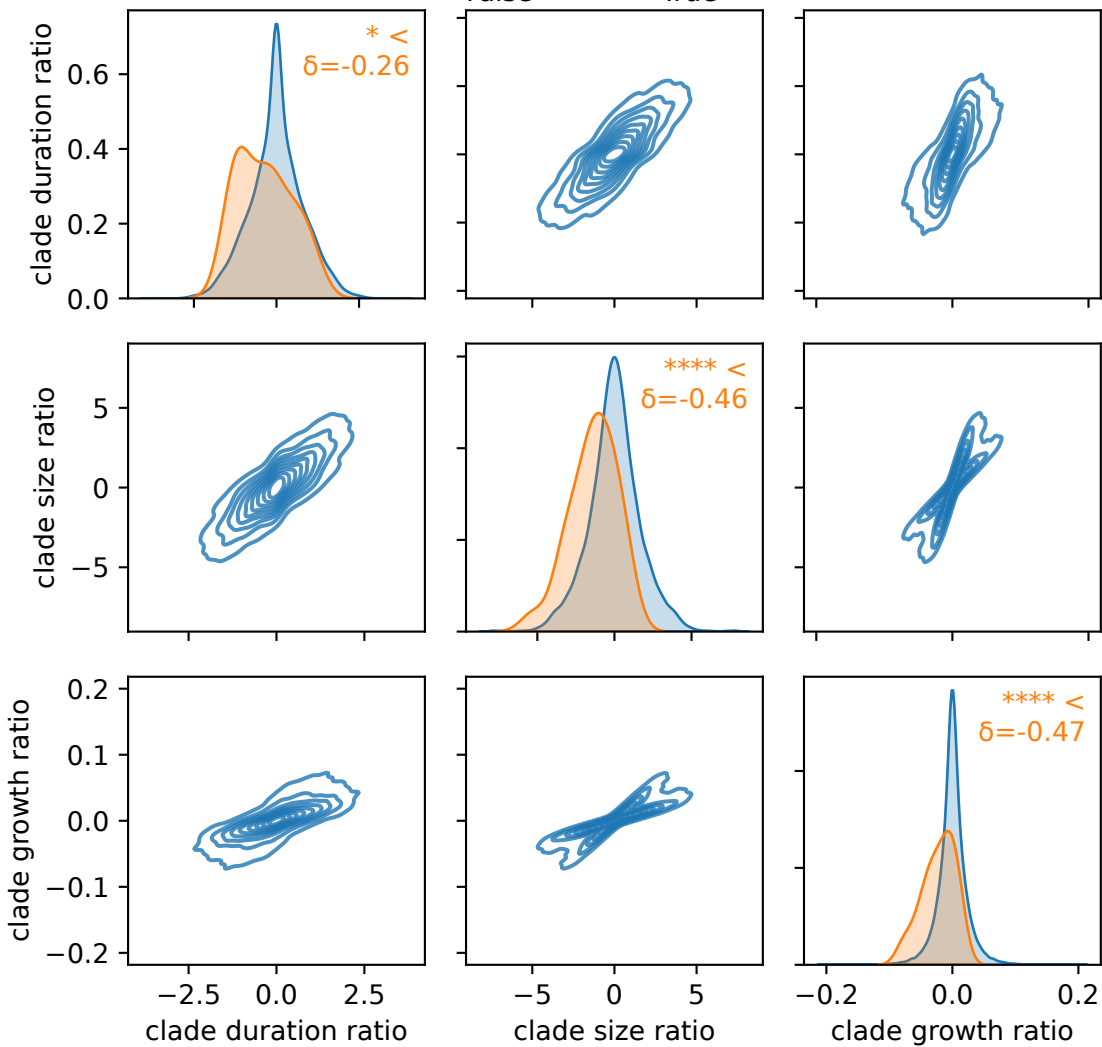 * <
δ=-0.26
clade duration ratio
0.6
0.4
0.2
0.0
**** <
δ=-0.46
clade size ratio
5
0
−5
**** <
δ=-0.47
clade growth ratio
0.2
0.1
0.0
−0.1
−0.2
−2.5 0.0 2.5
−5 0 5
−0.2 0.0 0.2
clade duration ratio
clade size ratio
clade growth ratio